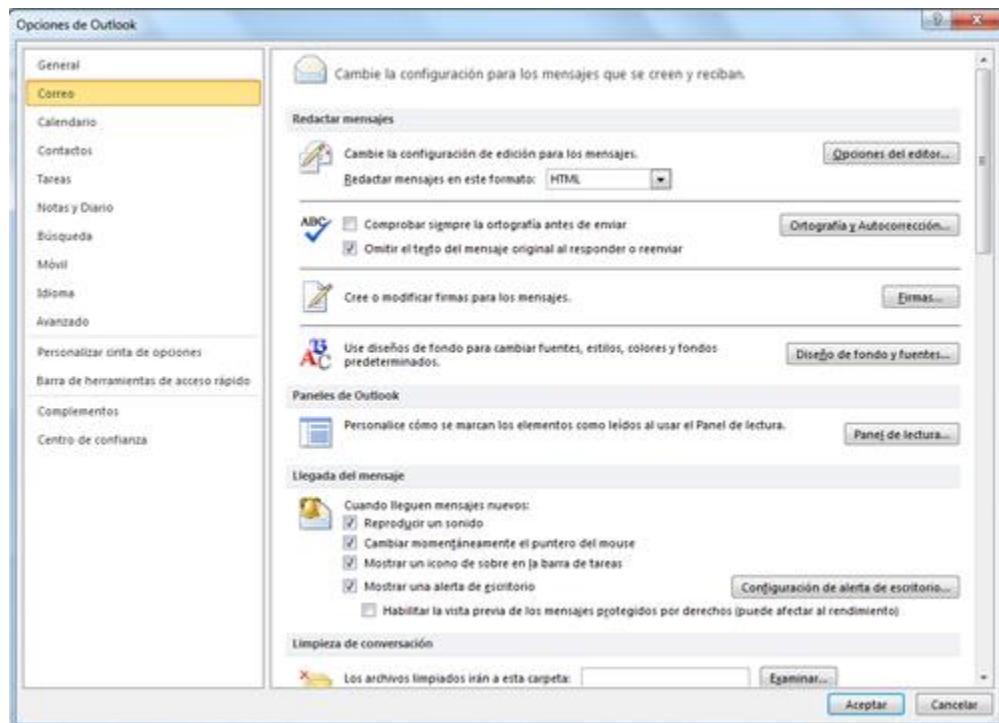 Opciones de Outlook
General
Correo
Calendario
Contactos
Tareas
Notas y Diario
Búsqueda
Móvil
Idioma
Avanzado
Personalizar cinta de opciones
Barra de herramientas de acceso rápido
Complementos
Centro de confianza
Cambie la configuración para los mensajes que se creen y reciban.
Redactar mensajes
Cambie la configuración de edición para los mensajes.
Opciones del editor...
Redactar mensajes en este formato: HTML
ABC
Comprobar siempre la ortografía antes de enviar
Ortografía y Autocorrección...
Omitir el texto del mensaje original al responder o reenviar
Cree o modificar firmas para los mensajes.
Firmas...
Use diseños de fondo para cambiar fuentes, estilos, colores y fondos
predeterminados.
Diseño de fondo y fuentes...
Paneles de Outlook
Personalice cómo se marcan los elementos como leídos al usar el Panel de lectura.
Panel de lectura...
Llegada del mensaje
Cuando lleguen mensajes nuevos:
Reproducir un sonido
Cambiar momentáneamente el puntero del mouse
Mostrar un icono de sobre en la barra de tareas
Mostrar una alerta de escritorio
Configuración de alerta de escritorio...
Habilitar la vista previa de los mensajes protegidos por derechos (puede afectar al rendimiento)
Limpieza de conversación
Los archivos limpiados irán a esta carpeta:
Examinar...
Aceptar
Cancelar